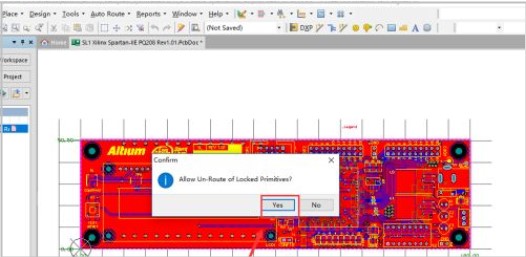 Place Design Tools Auto Route Reports Window Help
(Not Saved)
DXP
Home SL1 Xilinx Spartan-IIE PQ208 Rev1.01.PcbDoc *
Workspace
Project
Altium
Confirm
Allow Un-Route of Locked Primitives?
Yes No